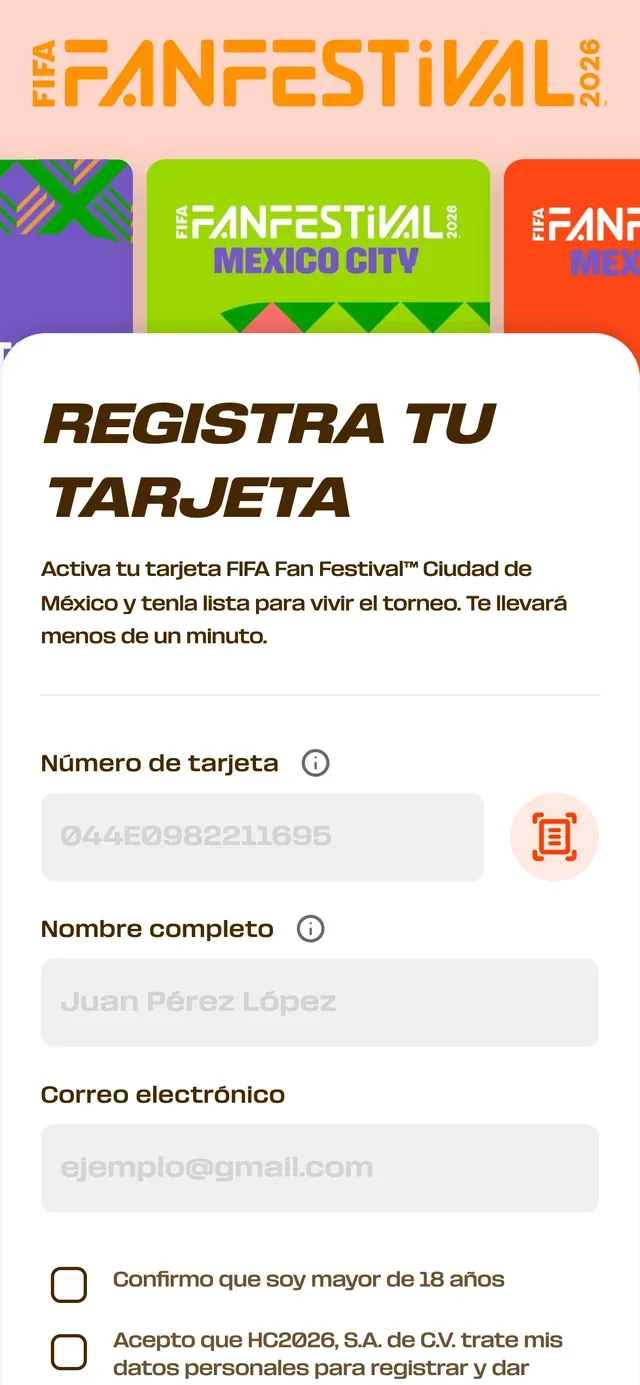 FIFA FANFESTiVAL 2026
FIFA FANFESTiVAL 2026
MEXICO CITY
FIFA
REGISTRA TU
TARJETA
Activa tu tarjeta FIFA Fan Festival™ Ciudad de
México y tenla lista para vivir el torneo. Te llevará
menos de un minuto.
Número de tarjeta
044E0982211695
Nombre completo
Juan Pérez López
Correo electrónico
ejemplo@gmail.com
Confirmo que soy mayor de 18 años
Acepto que HC2026, S.A. de C.V. trate mis
datos personales para registrar y dar